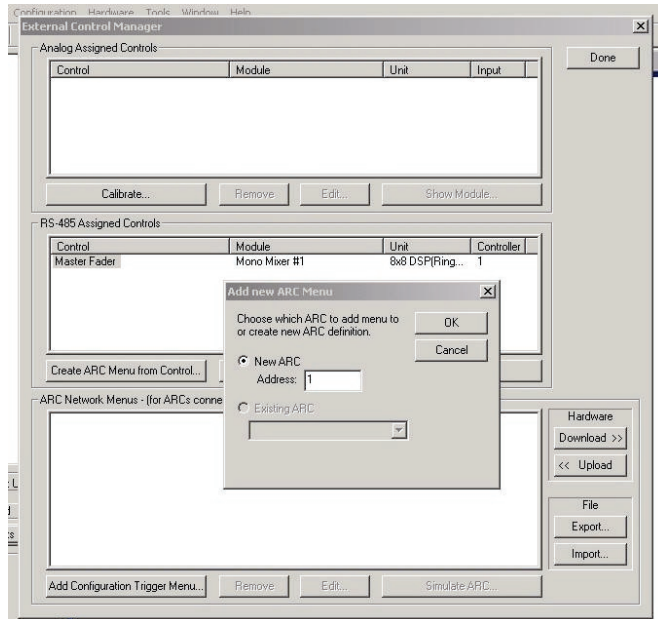 Configuration Hardware Tools Window Help
External Control Manager
Analog Assigned Controls
Done
Control Module Unit Input
Calibrate... Remove Edit... Show Module...
RS-485 Assigned Controls
Control Module Unit Controller
Master Fader Mono Mixer #1 8x8 DSP(Ring... 1
Add new ARC Menu
Choose which ARC to add menu to
or create new ARC definition.
OK
Cancel
New ARC
Address: 1
Existing ARC
Create ARC Menu from Control...
ARC Network Menus - (for ARCs conne
Hardware
Download >>
<< Upload
File
Export...
Import...
Add Configuration Trigger Menu... Remove Edit... Simulate ARC...